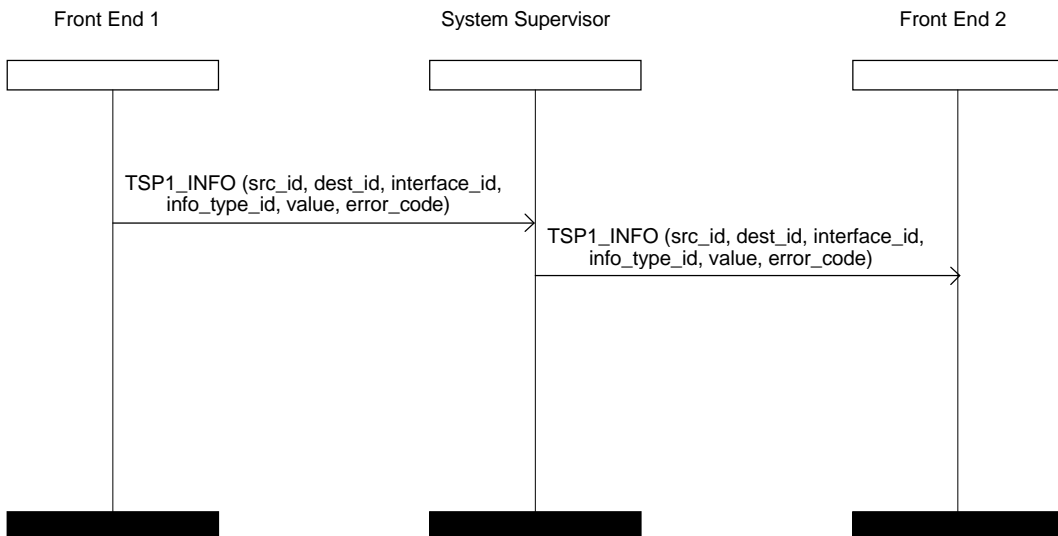 Front End 1
System Supervisor
Front End 2
TSP1_INFO (src_id, dest_id, interface_id,
info_type_id, value, error_code)
TSP1_INFO (src_id, dest_id, interface_id,
info_type_id, value, error_code)